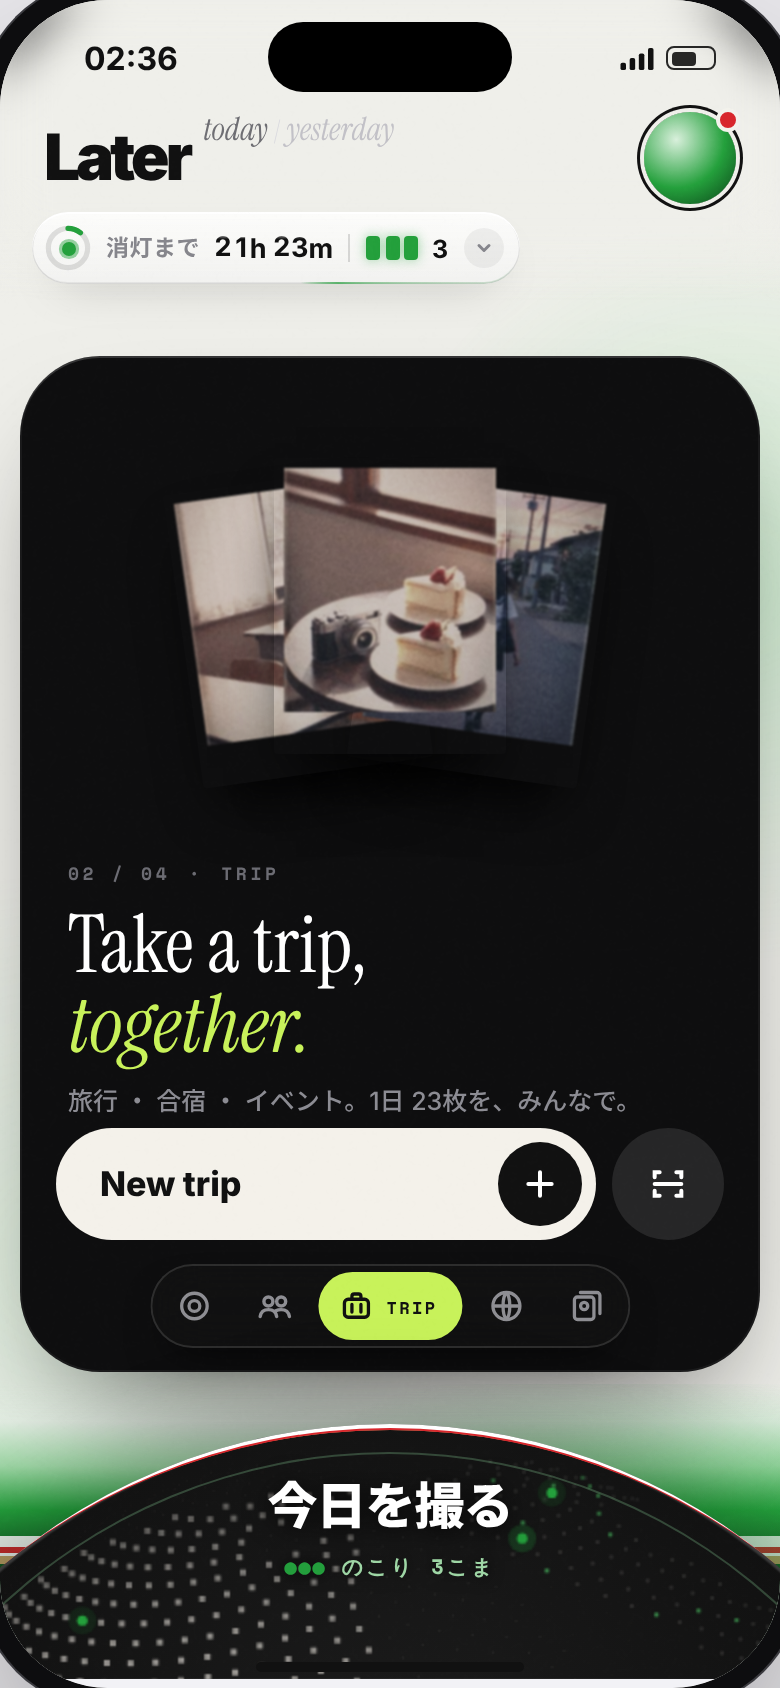 02:36
Later today / yesterday
消灯まで 21h 23m 3
02 / 04 · TRIP
Take a trip,
together.
旅行 ・ 合宿 ・ イベント。1日 23枚を、みんなで。
New trip
TRIP
今日を撮る
のこり 3こま